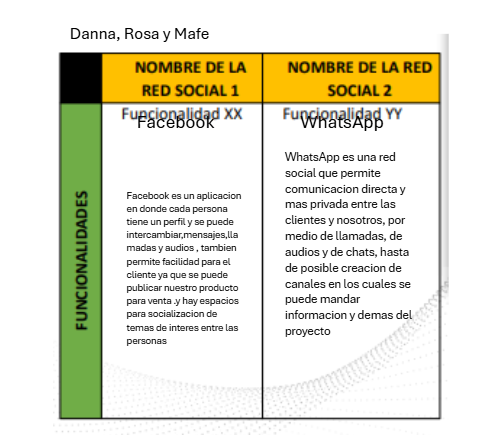 Danna, Rosa y Mafe
NOMBRE DE LA
RED SOCIAL 1
NOMBRE DE LA RED
SOCIAL 2
FUNCIONALIDADES
Funcionalidad XX
Facebook
Facebook es un aplicacion
en donde cada persona
tiene un perfil y se puede
intercambiar,mensajes,lla
madas y audios , tambien
permite facilidad para el
cliente ya que se puede
publicar nuestro producto
para venta .y hay espacios
para socializacion de
temas de interes entre las
personas
Funcionalidad YY
WhatsApp
WhatsApp es una red
social que permite
comunicacion directa y
mas privada entre las
clientes y nosotros, por
medio de llamadas, de
audios y de chats, hasta
de posible creacion de
canales en los cuales se
puede mandar
informacion y demas del
proyecto